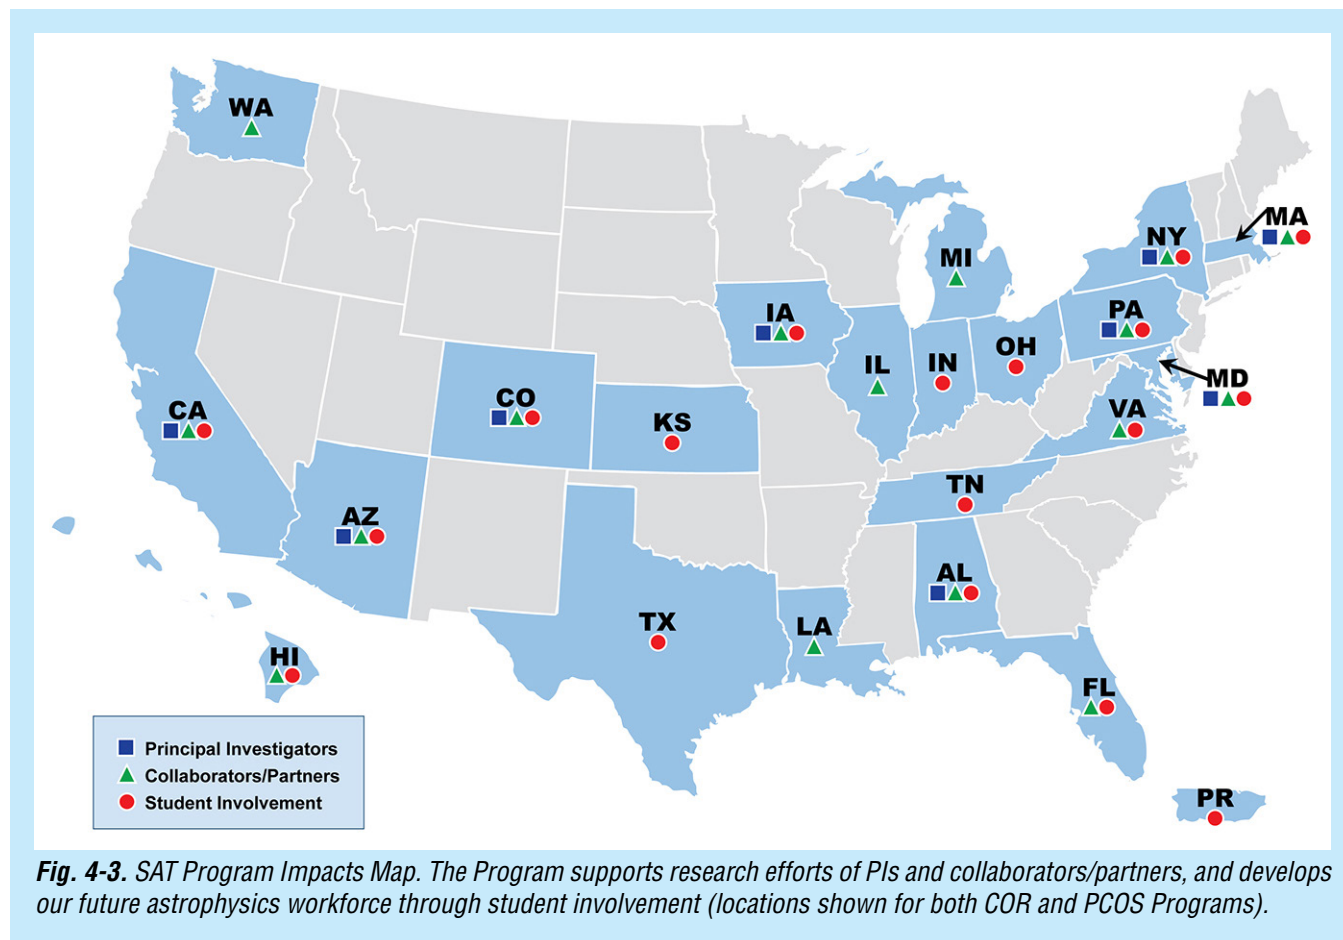 WA
MA
NY
MI
IA
PA
OH
IL
IN
MD
CO
CA
KS
VA
TN
AZ
AL
TX
LA
HI
FL
Principal Investigators
Collaborators/Partners
Student Involvement
PR
Fig. 4-3. SAT Program Impacts Map. The Program supports research efforts of PIs and collaborators/partners, and develops
our future astrophysics workforce through student involvement (locations shown for both COR and PCOS Programs).